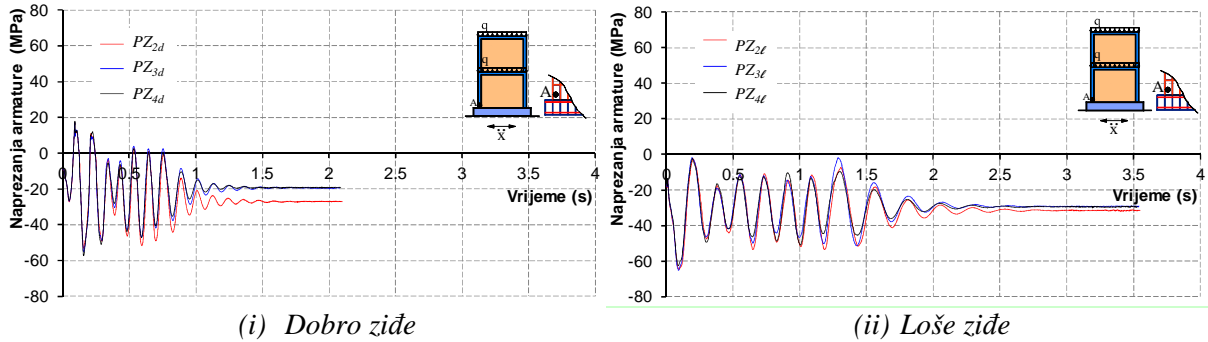 Naprezanja armature (MPa)
80
60
40
20
0
-20
-40
-60
-80
0
0.5
1
1.5
2
2.5
3
3.5
4
Vrijeme (s)
PZ2d
PZ3d
PZ4d
q
q
A
A
ẍ
(i) Dobro ziđe
Naprezanja armature (MPa)
80
60
40
20
0
-20
-40
-60
-80
0
0.5
1
1.5
2
2.5
3
3.5
4
Vrijeme (s)
PZ2ℓ
PZ3ℓ
PZ4ℓ
q
q
A
A
ẍ
(ii) Loše ziđe